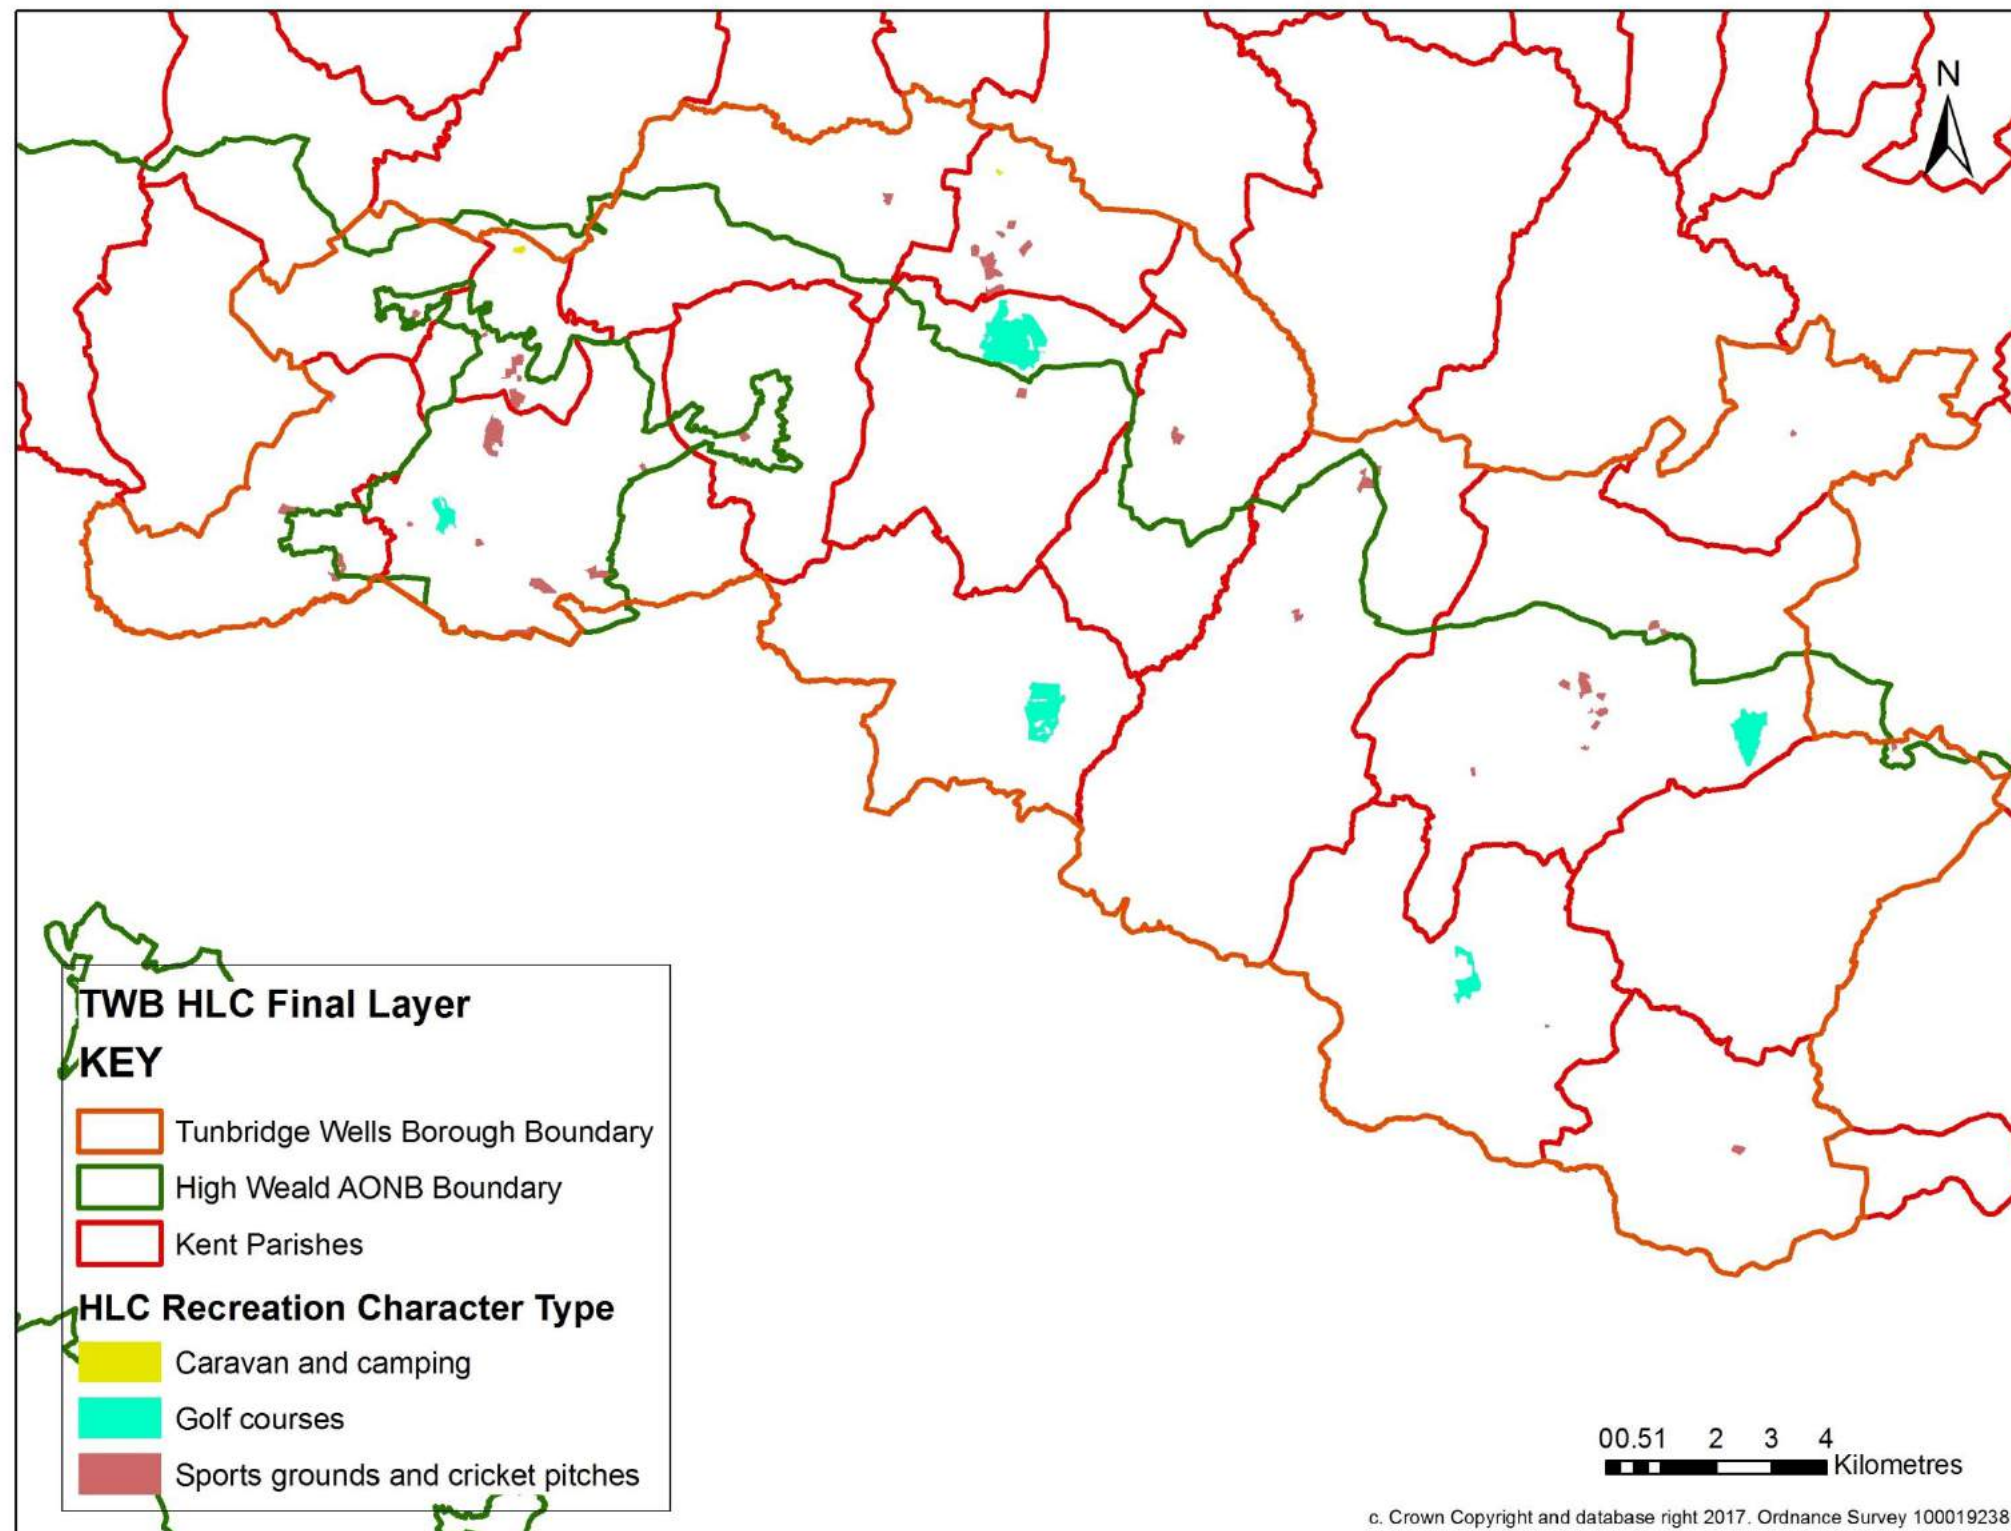 N
TWB HLC Final Layer
KEY
Tunbridge Wells Borough Boundary
High Weald AONB Boundary
Kent Parishes
HLC Recreation Character Type
Caravan and camping
Golf courses
Sports grounds and cricket pitches
00.51 2 3 4
Kilometres
c. Crown Copyright and database right 2017. Ordnance Survey 100019238